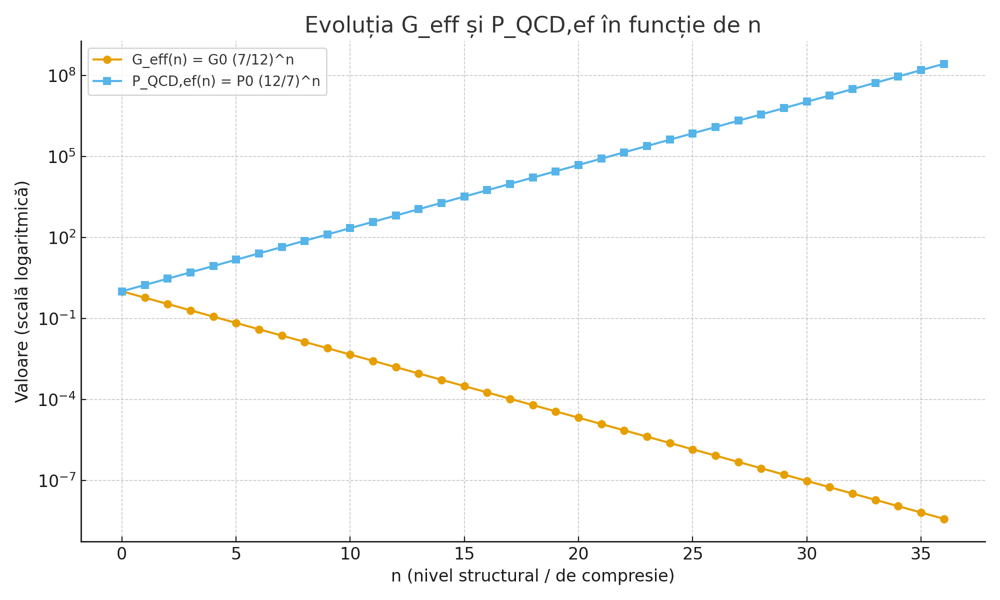 Evoluția G_eff și P_QCD,ef în funcție de n
G_eff(n) = G0 (7/12)^n
P_QCD,ef(n) = P0 (12/7)^n
Valoare (scală logaritmică)
10⁸
10⁵
10²
10⁻¹
10⁻⁴
10⁻⁷
0 5 10 15 20 25 30 35
n (nivel structural / de compresie)